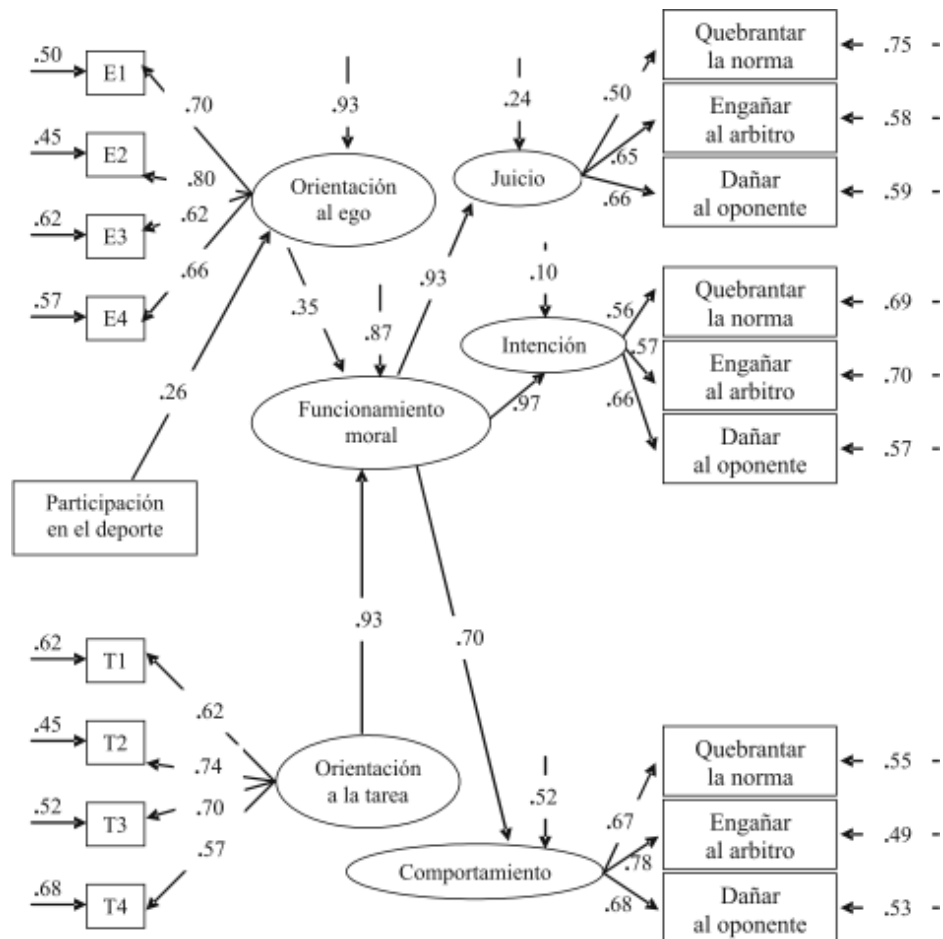 .50
E1
.45
E2
.62
E3
.57
E4
.70
.80
.62
.66
.93
Orientación
al ego
.24
Juicio
.50
.65
.66
Quebrantar
la norma
.75
Engañar
al arbitro
.58
Dañar
al oponente
.59
.35
.87
.93
.10
Intención
.56
.57
.66
Quebrantar
la norma
.69
Engañar
al arbitro
.70
Dañar
al oponente
.57
.26
Funcionamiento
moral
.97
Participación
en el deporte
.93
.70
.62
T1
.45
T2
.52
T3
.68
T4
.62
.74
.70
.57
Orientación
a la tarea
.52
Comportamiento
.67
.78
.68
Quebrantar
la norma
.55
Engañar
al arbitro
.49
Dañar
al oponente
.53